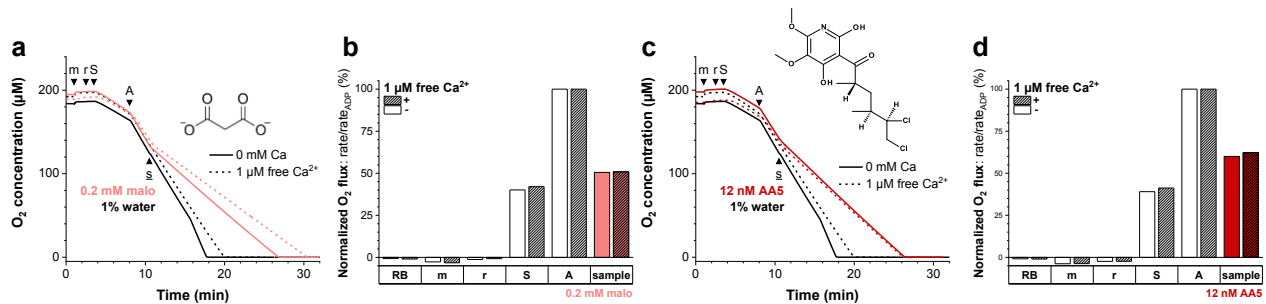 a
O₂ concentration (µM)
200
100
0
m r S
A
s
O O
⁻O O⁻
0 mM Ca
1 µM free Ca²⁺
0.2 mM malo
1% water
0 10 20 30
Time (min)
b
Normalized O₂ flux: rate/rate_ADP (%)
100
75
50
25
0
1 µM free Ca²⁺
+
-
RB m r S A sample
0.2 mM malo
c
O₂ concentration (µM)
200
100
0
m r S
A
s
O N OH
O O
OH
H H
Cl
Cl
0 mM Ca
1 µM free Ca²⁺
12 nM AA5
1% water
0 10 20 30
Time (min)
d
Normalized O₂ flux: rate/rate_ADP (%)
100
75
50
25
0
1 µM free Ca²⁺
+
-
RB m r S A sample
12 nM AA5